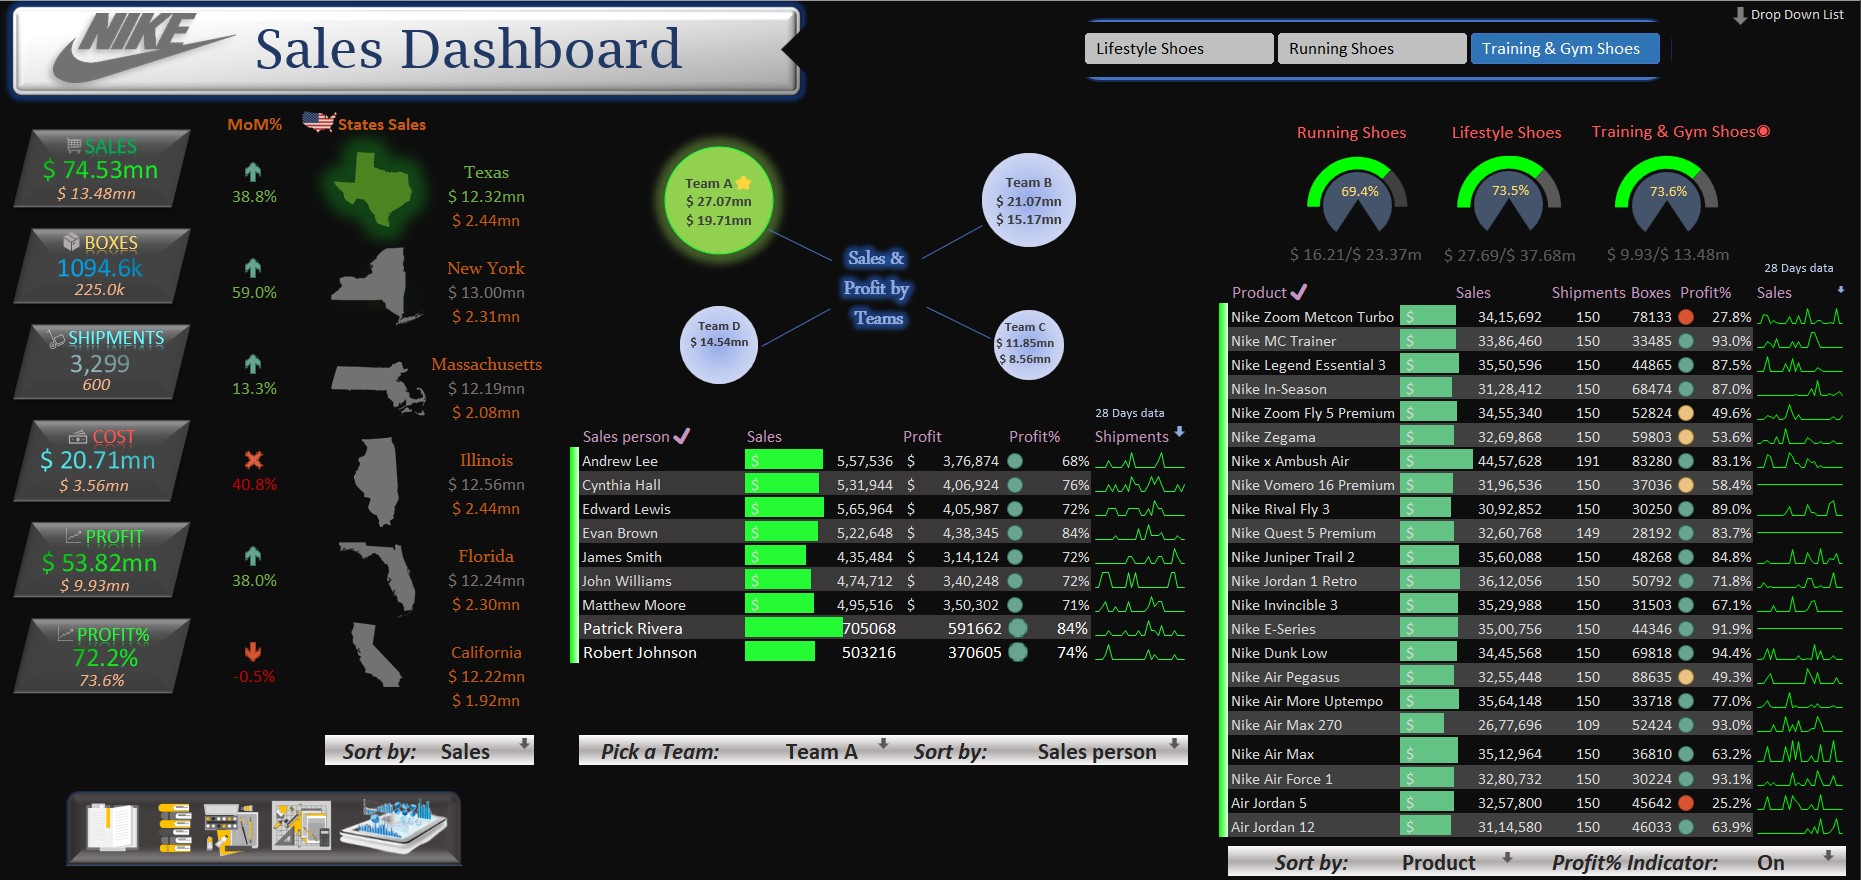 NIKE
Sales Dashboard
Drop Down List
Lifestyle Shoes
Running Shoes
Training & Gym Shoes
SALES
$ 74.53mn
$ 13.48mn
BOXES
1094.6k
225.0k
SHIPMENTS
3,299
600
COST
$ 20.71mn
$ 3.56mn
PROFIT
$ 53.82mn
$ 9.93mn
PROFIT%
72.2%
73.6%
MoM%
States Sales
38.8%
Texas
$ 12.32mn
$ 2.44mn
59.0%
New York
$ 13.00mn
$ 2.31mn
13.3%
Massachusetts
$ 12.19mn
$ 2.08mn
40.8%
Illinois
$ 12.56mn
$ 2.44mn
38.0%
Florida
$ 12.24mn
$ 2.30mn
-0.5%
California
$ 12.22mn
$ 1.92mn
Sort by: Sales
Team A
$ 27.07mn
$ 19.71mn
Team B
$ 21.07mn
$ 15.17mn
Sales &
Profit by
Teams
Team D
$ 14.54mn
Team C
$ 11.85mn
$ 8.56mn
28 Days data
Sales person Sales Profit Profit% Shipments
Andrew Lee $ 5,57,536 $ 3,76,874 68%
Cynthia Hall $ 5,31,944 $ 4,06,924 76%
Edward Lewis $ 5,65,964 $ 4,05,987 72%
Evan Brown $ 5,22,648 $ 4,38,345 84%
James Smith $ 4,35,484 $ 3,14,124 72%
John Williams $ 4,74,712 $ 3,40,248 72%
Matthew Moore $ 4,95,516 $ 3,50,302 71%
Patrick Rivera 705068 591662 84%
Robert Johnson 503216 370605 74%
Pick a Team: Team A Sort by: Sales person
Running Shoes
69.4%
$ 16.21/$ 23.37m
Lifestyle Shoes
73.5%
$ 27.69/$ 37.68m
Training & Gym Shoes
73.6%
$ 9.93/$ 13.48m
28 Days data
Product Sales Shipments Boxes Profit% Sales
Nike Zoom Metcon Turbo $ 34,15,692 150 78133 27.8%
Nike MC Trainer $ 33,86,460 150 33485 93.0%
Nike Legend Essential 3 $ 35,50,596 150 44865 87.5%
Nike In-Season $ 31,28,412 150 68474 87.0%
Nike Zoom Fly 5 Premium $ 34,55,340 150 52824 49.6%
Nike Zegama $ 32,69,868 150 59803 53.6%
Nike x Ambush Air $ 44,57,628 191 83280 83.1%
Nike Vomero 16 Premium $ 31,96,536 150 37036 58.4%
Nike Rival Fly 3 $ 30,92,852 150 30250 89.0%
Nike Quest 5 Premium $ 32,60,768 149 28192 83.7%
Nike Juniper Trail 2 $ 35,60,088 150 48268 84.8%
Nike Jordan 1 Retro $ 36,12,056 150 50792 71.8%
Nike Invincible 3 $ 35,29,988 150 31503 67.1%
Nike E-Series $ 35,00,756 150 44346 91.9%
Nike Dunk Low $ 34,45,568 150 69818 94.4%
Nike Air Pegasus $ 32,55,448 150 88635 49.3%
Nike Air More Uptempo $ 35,64,148 150 33718 77.0%
Nike Air Max 270 $ 26,77,696 109 52424 93.0%
Nike Air Max $ 35,12,964 150 36810 63.2%
Nike Air Force 1 $ 32,80,732 150 30224 93.1%
Air Jordan 5 $ 32,57,800 150 45642 25.2%
Air Jordan 12 $ 31,14,580 150 46033 63.9%
Sort by: Product Profit% Indicator: On